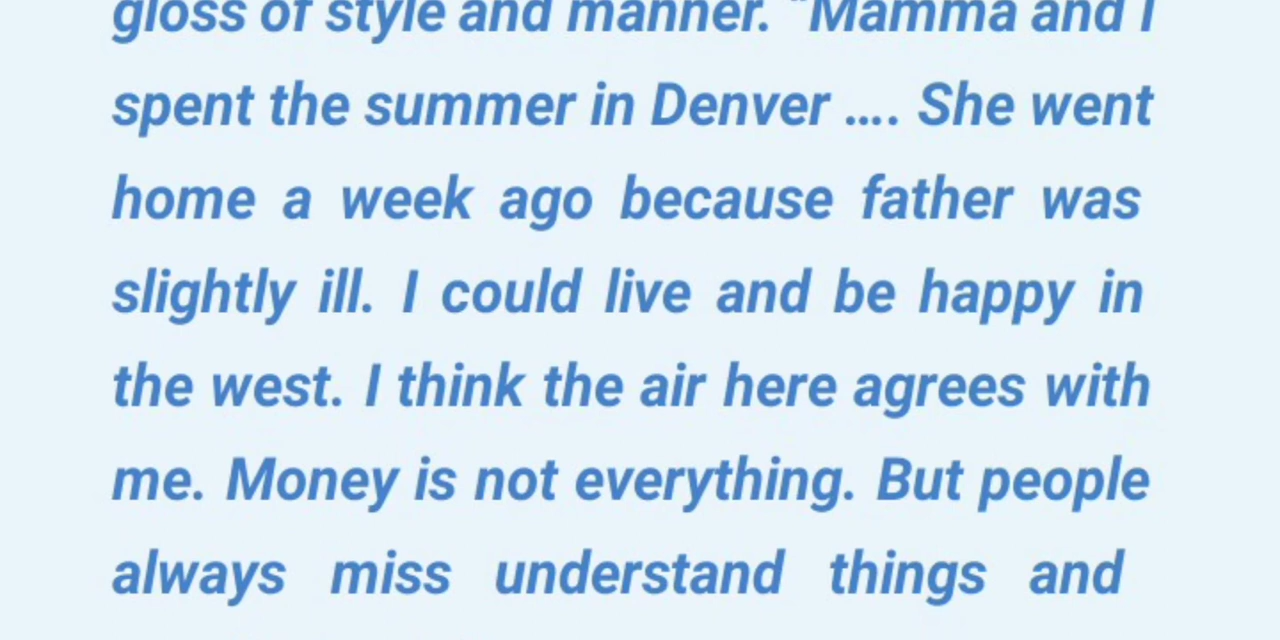 gloss of style and manner. "Mamma and I
spent the summer in Denver .... She went
home a week ago because father was
slightly ill. I could live and be happy in
the west. I think the air here agrees with
me. Money is not everything. But people
always miss understand things and